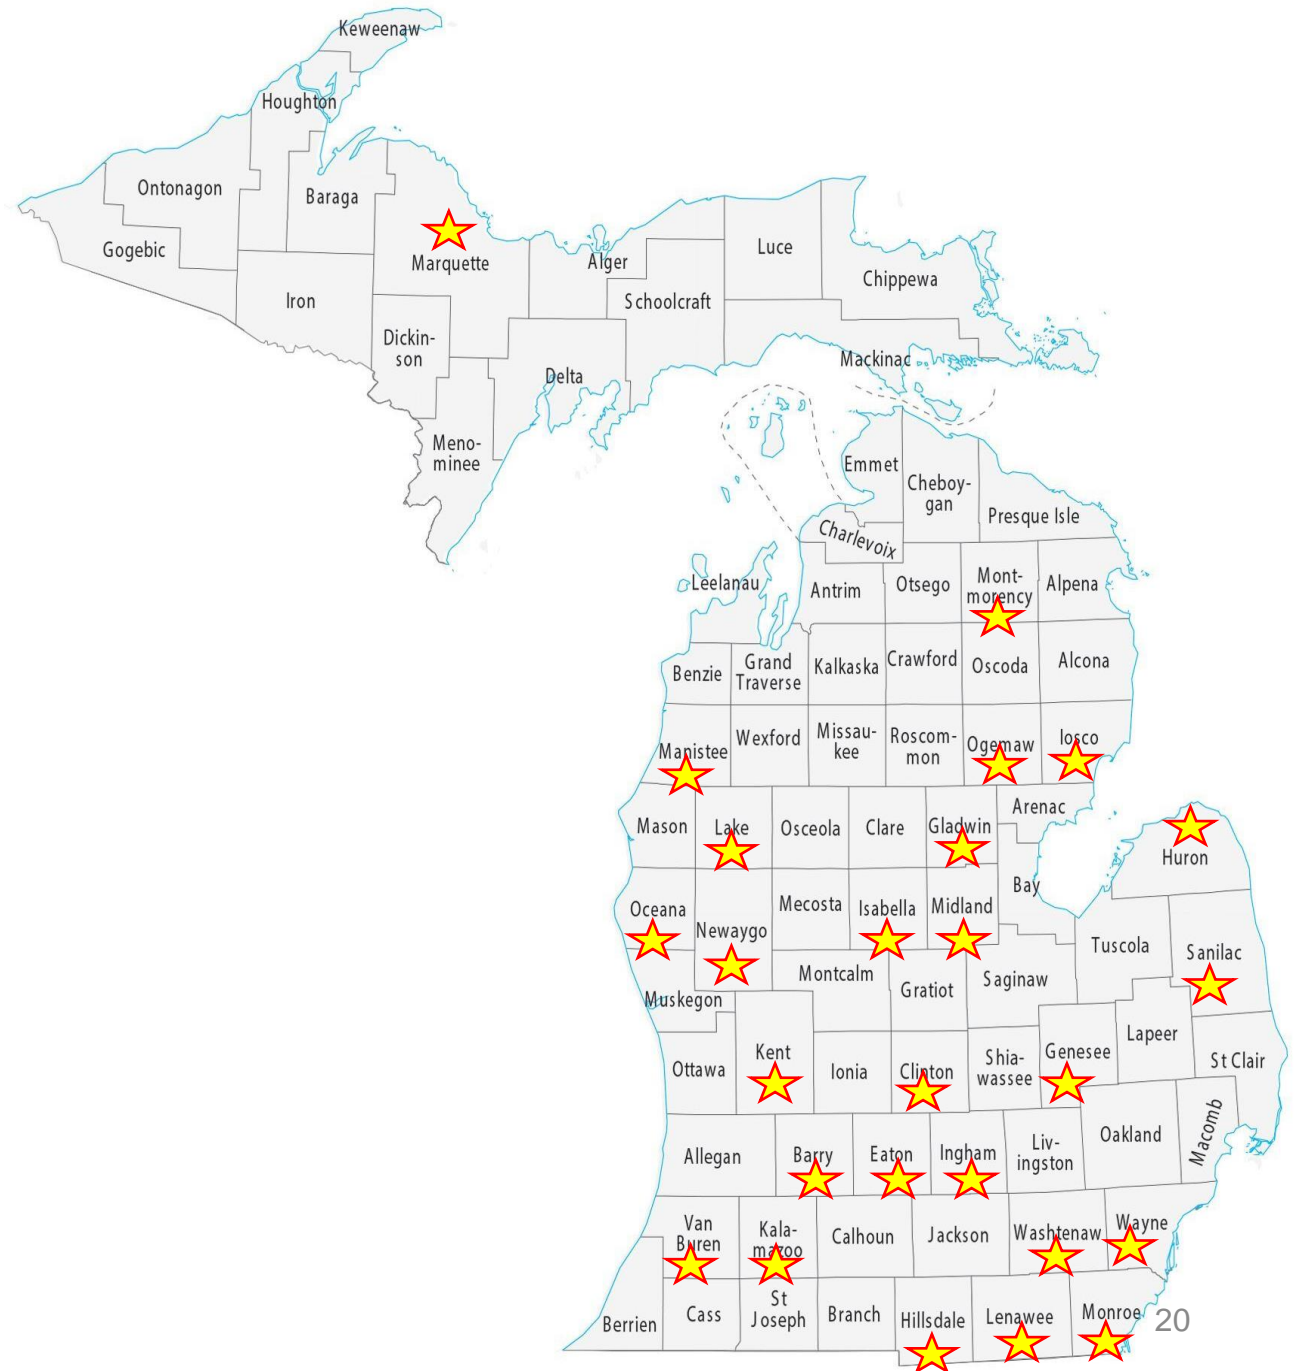 Keweenaw
Houghton
Ontonagon
Baraga
Gogebic
Marquette
Iron
Alger
Luce
Chippewa
Schoolcraft
Dickin-
son
Mackinac
Delta
Meno-
minee
Emmet
Cheboy-
gan
Presque Isle
Charlevoix
Leelanau
Antrim
Otsego
Mont-
morency
Alpena
Benzie
Grand
Traverse
Kalkaska
Crawford
Oscoda
Alcona
Manistee
Wexford
Missau-
kee
Roscom-
mon
Ogemaw
Iosco
Arenac
Mason
Lake
Osceola
Clare
Gladwin
Huron
Bay
Oceana
Newaygo
Mecosta
Isabella
Midland
Tuscola
Sanilac
Muskegon
Montcalm
Gratiot
Saginaw
Lapeer
Ottawa
Kent
Ionia
Clinton
Shia-
wassee
Genesee
St Clair
Allegan
Barry
Eaton
Ingham
Liv-
ingston
Oakland
Macomb
Van
Buren
Kala-
mazoo
Calhoun
Jackson
Washtenaw
Wayne
Berrien
Cass
St
Joseph
Branch
Hillsdale
Lenawee
Monroe
20